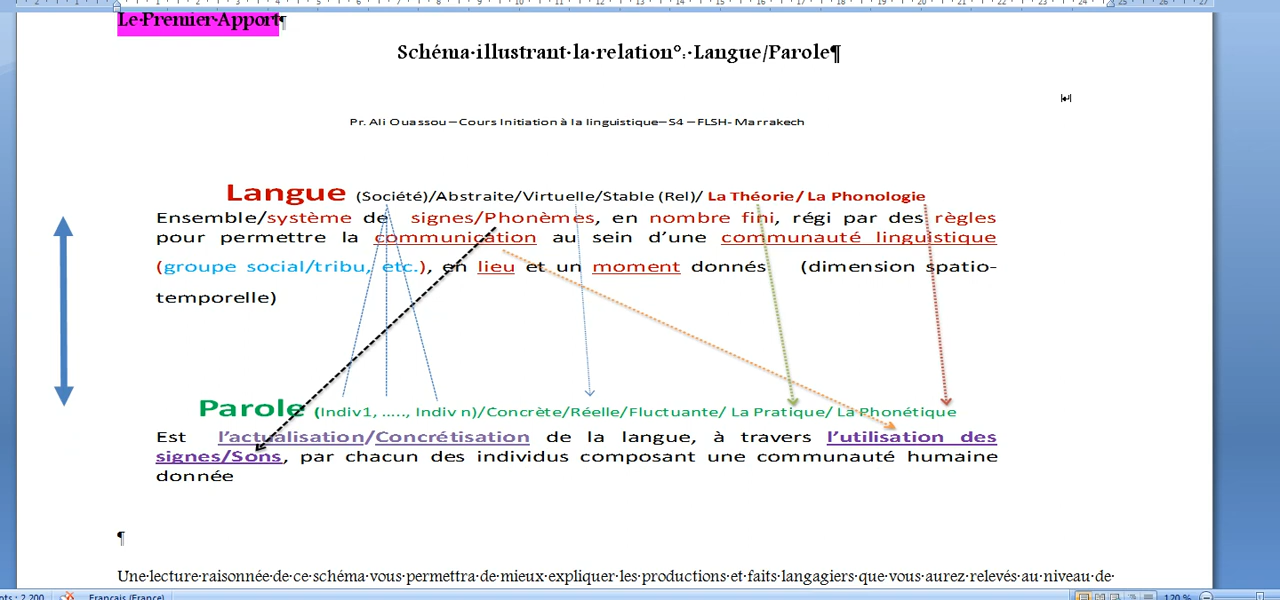 Le·Premier·Apport¶
Schéma·illustrant·la·relation°:·Langue/Parole¶
Pr. Ali Ouassou – Cours Initiation à la linguistique– S4 – FLSH- Marrakech
Langue (Société)/Abstraite/Virtuelle/Stable (Rel)/ La Théorie/ La Phonologie
Ensemble/système de signes/Phonèmes, en nombre fini, régi par des règles
pour permettre la communication au sein d’une communauté linguistique
(groupe social/tribu, etc.), en lieu et un moment donnés (dimension spatio-
temporelle)
Parole (Indiv1, ….., Indiv n)/Concrète/Réelle/Fluctuante/ La Pratique/ La Phonétique
Est l’actualisation/Concrétisation de la langue, à travers l’utilisation des
signes/Sons, par chacun des individus composant une communauté humaine
donnée
¶
Une·lecture·raisonnée·de·ce·schéma·vous·permettra·de·mieux·expliquer·les·productions·et·faits·langagiers·que·vous·aurez·relevés·au·niveau·de·
2 200 Français (France) 120 %